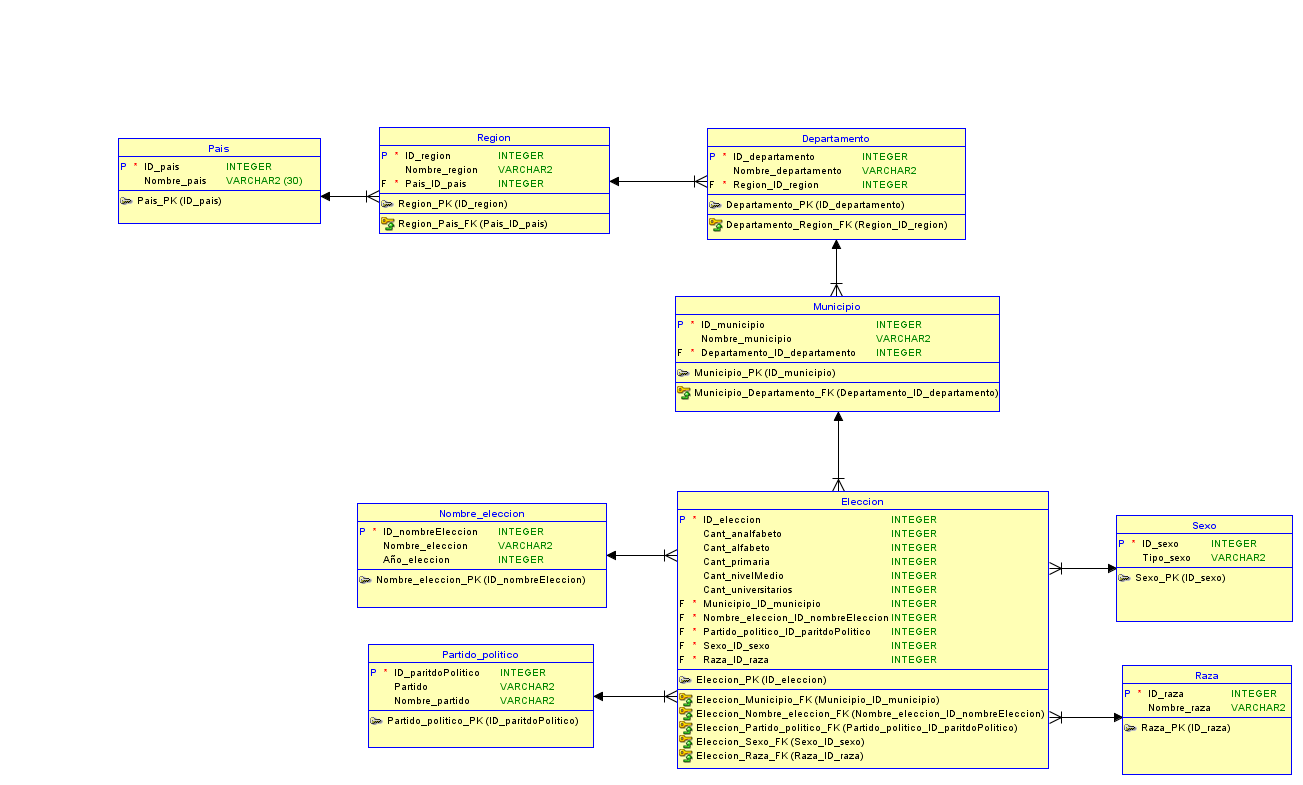 Pais
P * ID_pais INTEGER
Nombre_pais VARCHAR2 (30)
Pais_PK (ID_pais)
Region
P * ID_region INTEGER
Nombre_region VARCHAR2
F * Pais_ID_pais INTEGER
Region_PK (ID_region)
Region_Pais_FK (Pais_ID_pais)
Departamento
P * ID_departamento INTEGER
Nombre_departamento VARCHAR2
F * Region_ID_region INTEGER
Departamento_PK (ID_departamento)
Departamento_Region_FK (Region_ID_region)
Municipio
P * ID_municipio INTEGER
Nombre_municipio VARCHAR2
F * Departamento_ID_departamento INTEGER
Municipio_PK (ID_municipio)
Municipio_Departamento_FK (Departamento_ID_departamento)
Nombre_eleccion
P * ID_nombreEleccion INTEGER
Nombre_eleccion VARCHAR2
Año_eleccion INTEGER
Nombre_eleccion_PK (ID_nombreEleccion)
Partido_politico
P * ID_paritdoPolitico INTEGER
Partido VARCHAR2
Nombre_partido VARCHAR2
Partido_politico_PK (ID_paritdoPolitico)
Eleccion
P * ID_eleccion INTEGER
Cant_analfabeto INTEGER
Cant_alfabeto INTEGER
Cant_primaria INTEGER
Cant_nivelMedio INTEGER
Cant_universitarios INTEGER
F * Municipio_ID_municipio INTEGER
F * Nombre_eleccion_ID_nombreEleccion INTEGER
F * Partido_politico_ID_paritdoPolitico INTEGER
F * Sexo_ID_sexo INTEGER
F * Raza_ID_raza INTEGER
Eleccion_PK (ID_eleccion)
Eleccion_Municipio_FK (Municipio_ID_municipio)
Eleccion_Nombre_eleccion_FK (Nombre_eleccion_ID_nombreEleccion)
Eleccion_Partido_politico_FK (Partido_politico_ID_paritdoPolitico)
Eleccion_Sexo_FK (Sexo_ID_sexo)
Eleccion_Raza_FK (Raza_ID_raza)
Sexo
P * ID_sexo INTEGER
Tipo_sexo VARCHAR2
Sexo_PK (ID_sexo)
Raza
P * ID_raza INTEGER
Nombre_raza VARCHAR2
Raza_PK (ID_raza)